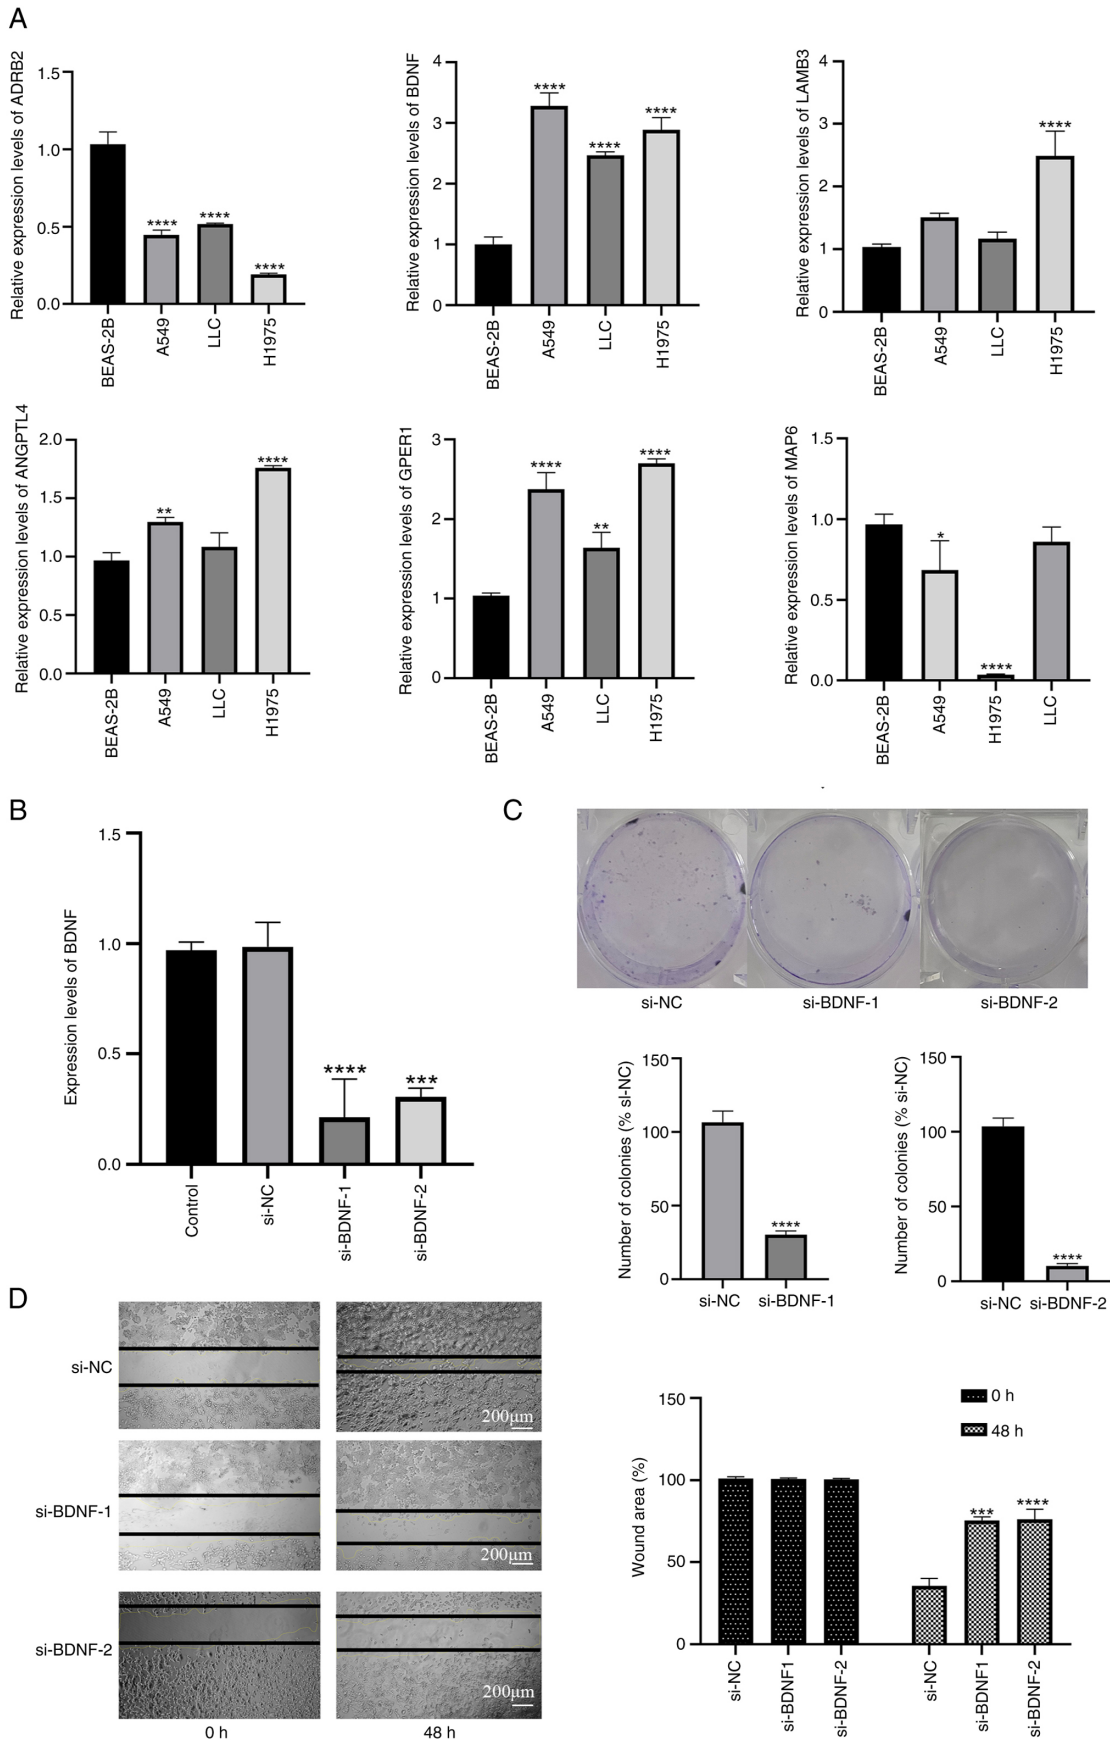 A
Relative expression levels of ADRB2
1.5
1.0
0.5
0.0
****
****
****
BEAS-2B
A549
LLC
H1975
Relative expression levels of BDNF
4
3
2
1
0
****
****
****
BEAS-2B
A549
LLC
H1975
Relative expression levels of LAMB3
4
3
2
1
0
****
BEAS-2B
A549
LLC
H1975
Relative expression levels of ANGPTL4
2.0
1.5
1.0
0.5
0.0
**
****
BEAS-2B
A549
LLC
H1975
Relative expression levels of GPER1
3
2
1
0
****
**
****
BEAS-2B
A549
LLC
H1975
Relative expression levels of MAP6
1.5
1.0
0.5
0.0
*
****
BEAS-2B
A549
H1975
LLC
B
Expression levels of BDNF
1.5
1.0
0.5
0.0
****
***
Control
si-NC
si-BDNF-1
si-BDNF-2
C
si-NC
si-BDNF-1
si-BDNF-2
Number of colonies (% sI-NC)
150
100
50
0
****
si-NC
si-BDNF-1
Number of colonies (% si-NC)
150
100
50
0
****
si-NC
si-BDNF-2
D
si-NC
200μm
si-BDNF-1
200μm
si-BDNF-2
200μm
0 h
48 h
Wound area (%)
150
100
50
0
0 h
48 h
***
****
si-NC
si-BDNF1
si-BDNF-2
si-NC
si-BDNF1
si-BDNF-2